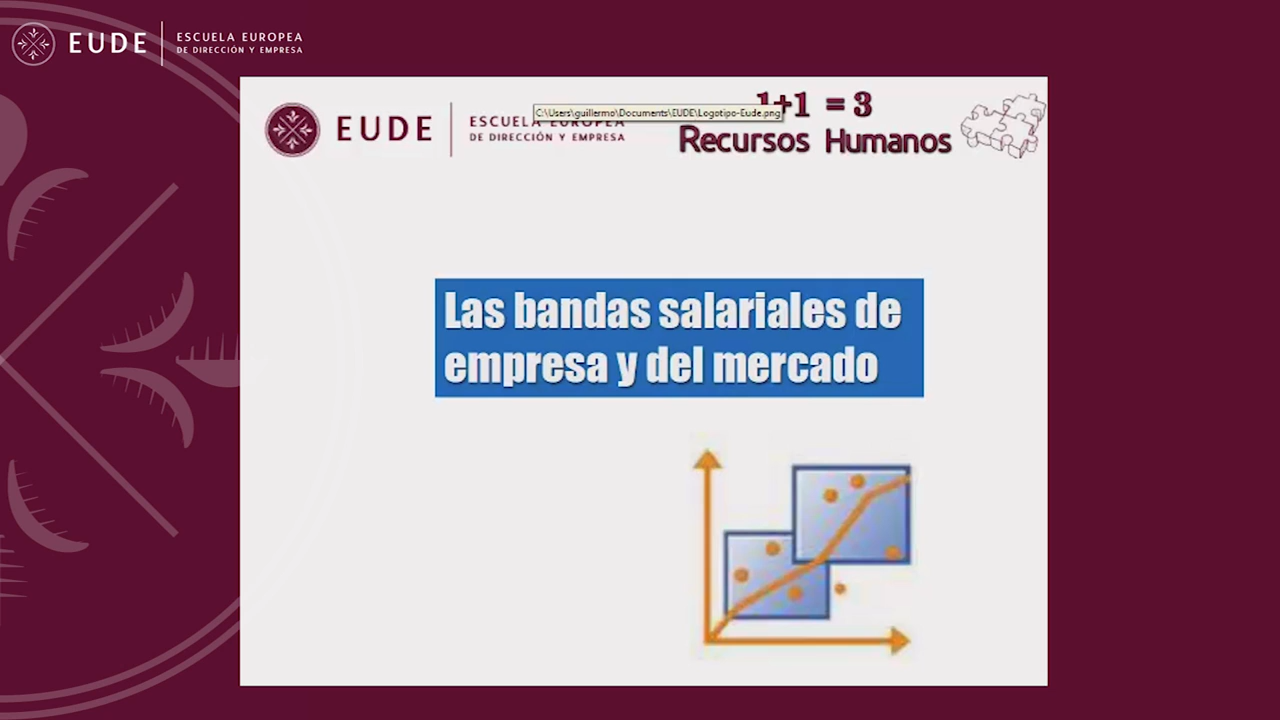 EUDE
ESCUELA EUROPEA
DE DIRECCIÓN Y EMPRESA
EUDE
ESCUELA EUROPEA
DE DIRECCIÓN Y EMPRESA
C:\Users\guillermo\Documents\EUDE\Logotipo-Eude.png
1+1 = 3
Recursos Humanos
Las bandas salariales de
empresa y del mercado